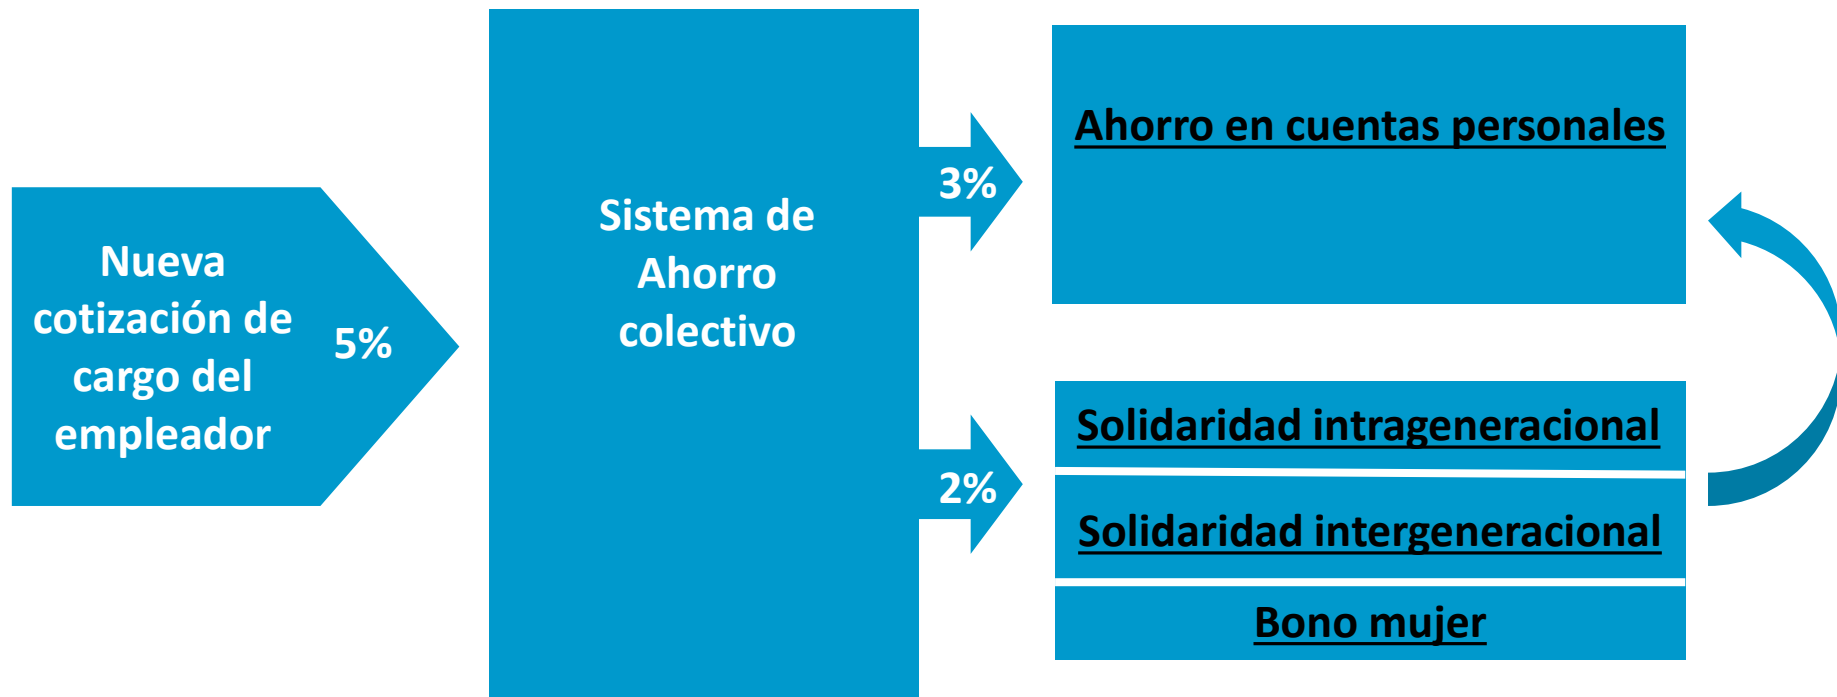 Nueva
cotización de
cargo del
empleador
5%
Sistema de
Ahorro
colectivo
3%
2%
Ahorro en cuentas personales
Solidaridad intrageneracional
Solidaridad intergeneracional
Bono mujer